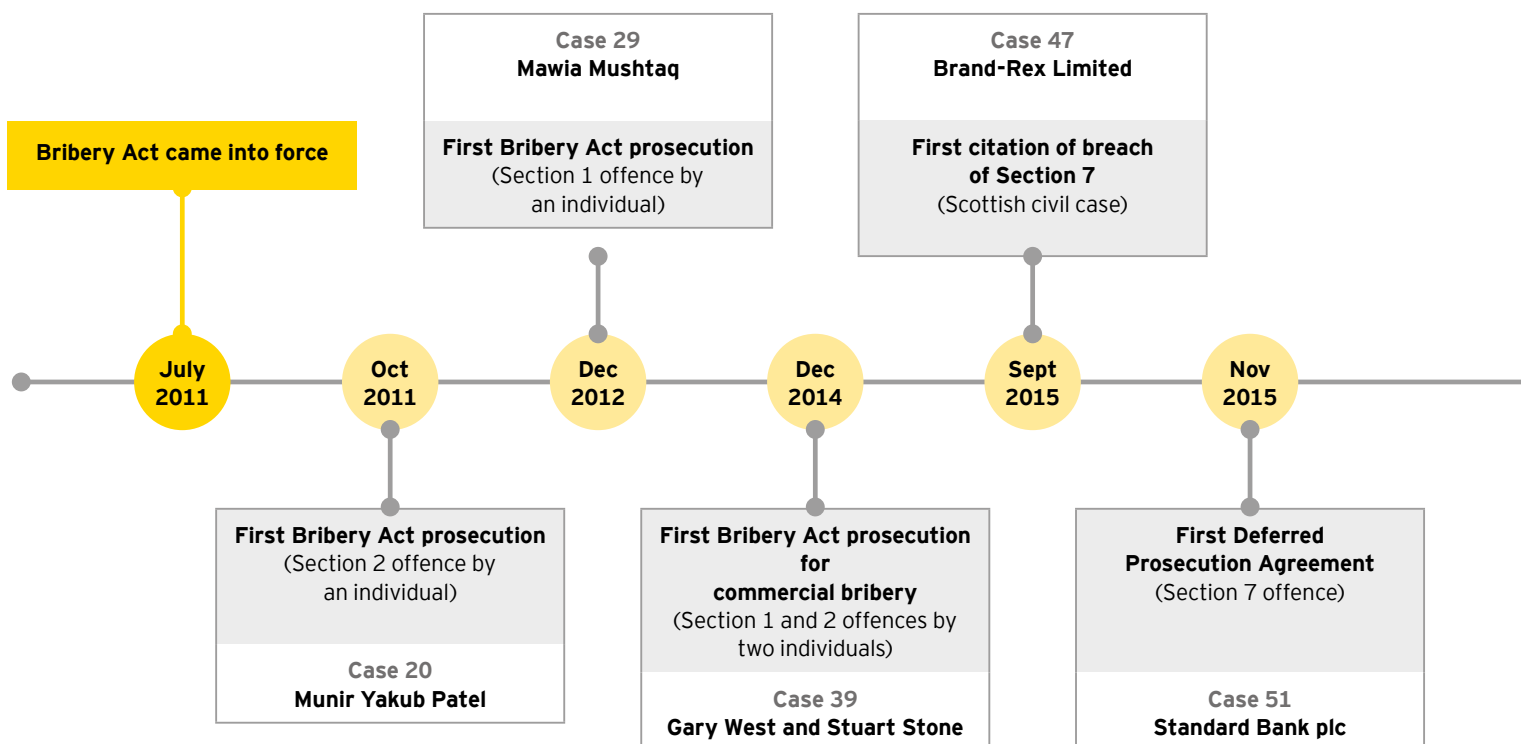 Case 29
Mawia Mushtaq
First Bribery Act prosecution
(Section 1 offence by
an individual)
Case 47
Brand-Rex Limited
First citation of breach
of Section 7
(Scottish civil case)
Bribery Act came into force
July
2011
Oct
2011
Dec
2012
Dec
2014
Sept
2015
Nov
2015
First Bribery Act prosecution
(Section 2 offence by
an individual)
Case 20
Munir Yakub Patel
First Bribery Act prosecution
for
commercial bribery
(Section 1 and 2 offences by
two individuals)
Case 39
Gary West and Stuart Stone
First Deferred
Prosecution Agreement
(Section 7 offence)
Case 51
Standard Bank plc